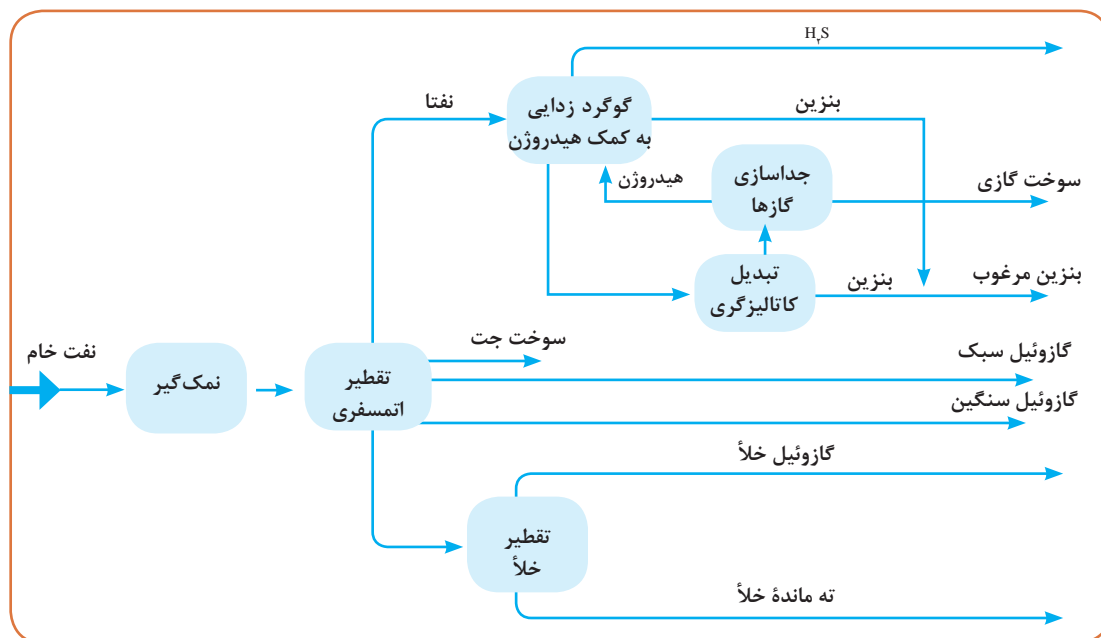 H۲S
نفتا
گوگرد زدایی
به کمک هیدروژن
بنزین
هیدروژن
جداسازی
گازها
سوخت گازی
تبدیل
کاتالیزگری
بنزین
بنزین مرغوب
نفت خام
نمک‌گیر
تقطیر
اتمسفری
سوخت جت
گازوئیل سبک
گازوئیل سنگین
گازوئیل خلأ
تقطیر
خلأ
ته ماندۀ خلأ